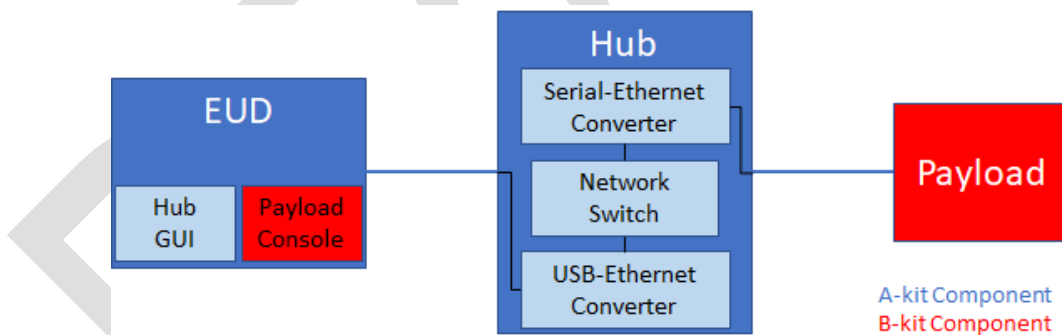 EUD
Hub
GUI
Payload
Console
Hub
Serial-Ethernet
Converter
Network
Switch
USB-Ethernet
Converter
Payload
A-kit Component
B-kit Component